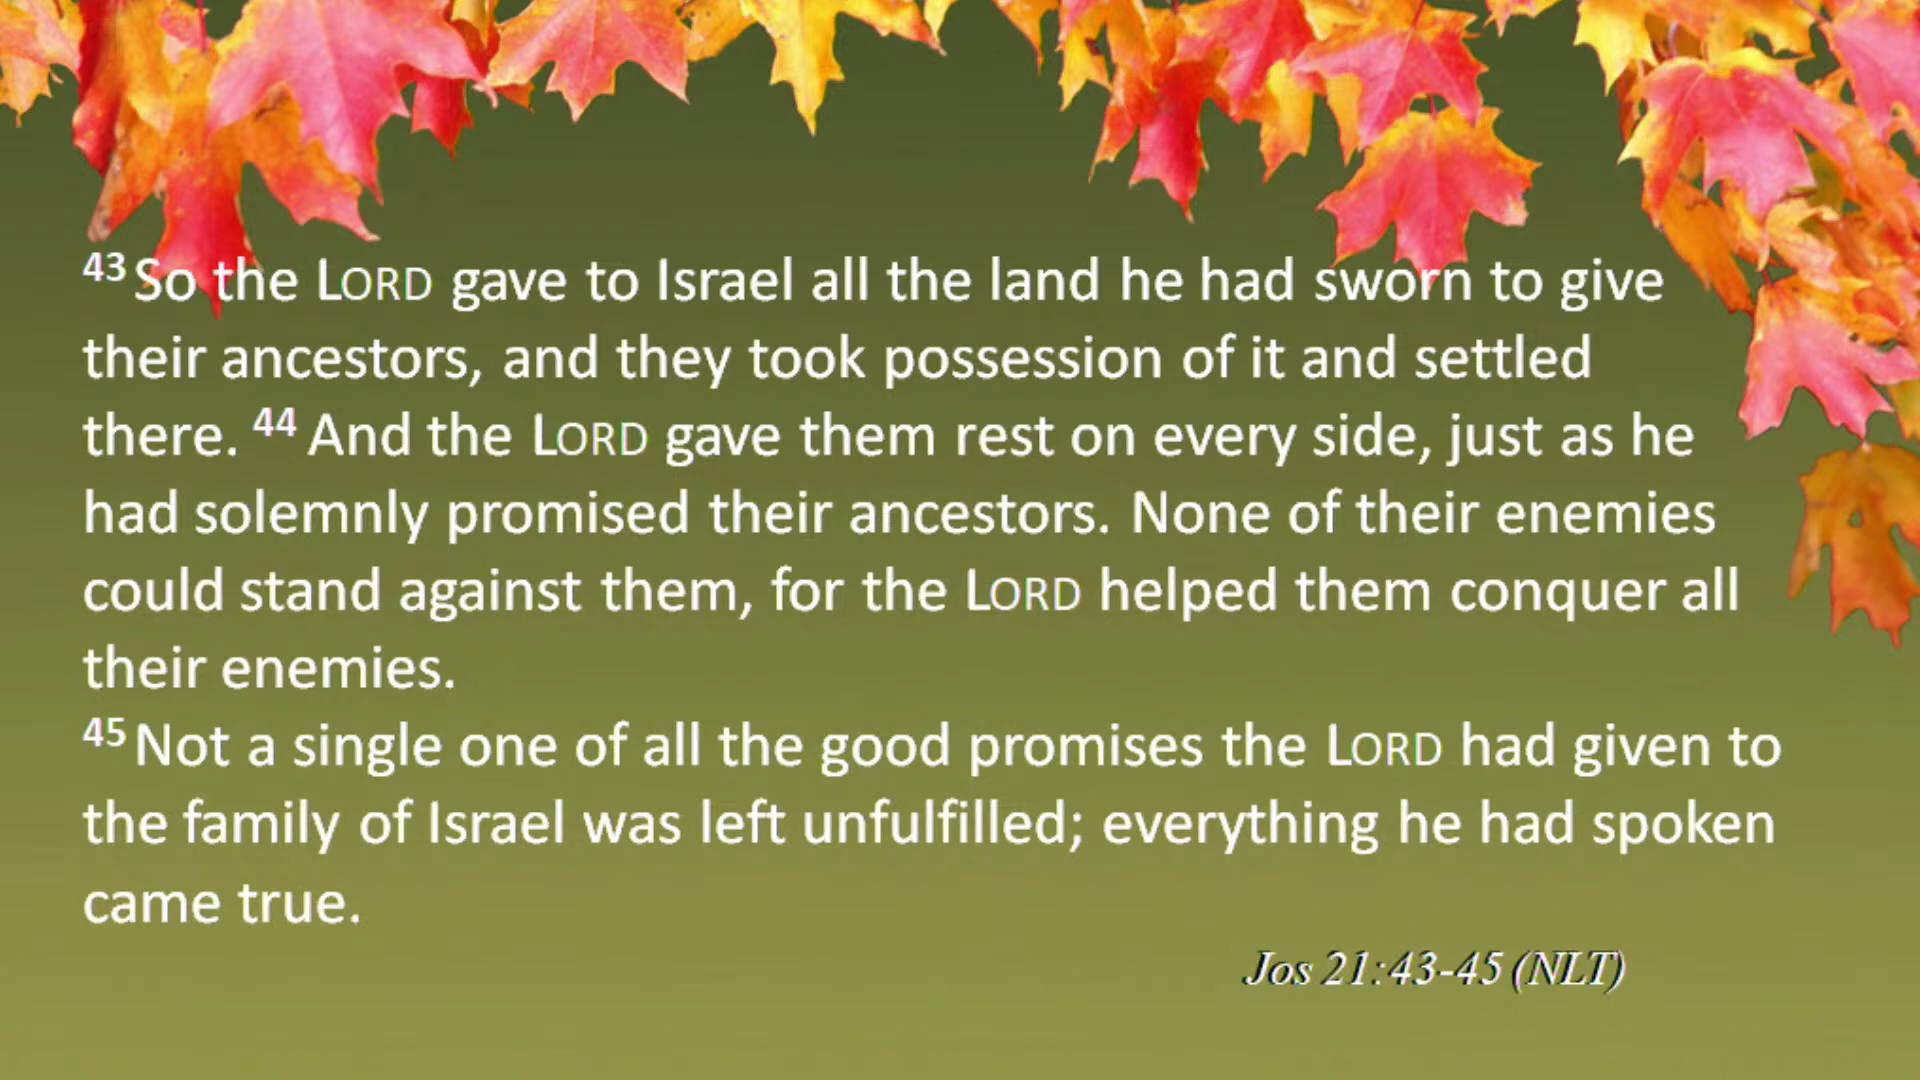 43 So the LORD gave to Israel all the land he had sworn to give
their ancestors, and they took possession of it and settled
there. 44 And the LORD gave them rest on every side, just as he
had solemnly promised their ancestors. None of their enemies
could stand against them, for the LORD helped them conquer all
their enemies.
45 Not a single one of all the good promises the LORD had given to
the family of Israel was left unfulfilled; everything he had spoken
came true.
Jos 21:43-45 (NLT)